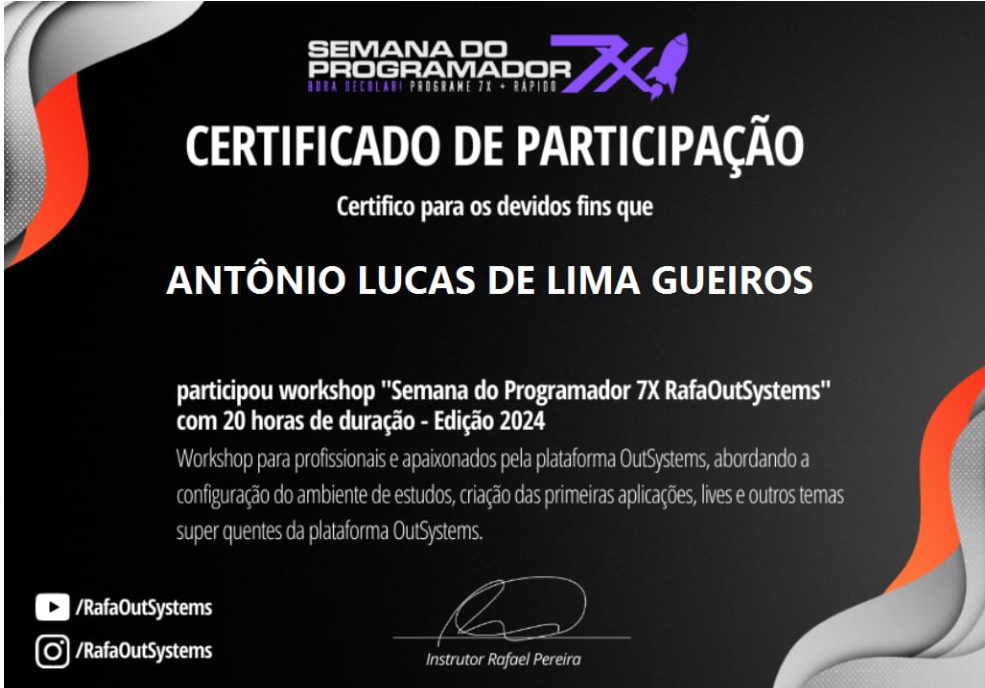 SEMANA DO
PROGRAMADOR 7X
BORA DECOLAR! PROGRAME 7X + RÁPIDO
CERTIFICADO DE PARTICIPAÇÃO
Certifico para os devidos fins que
ANTÔNIO LUCAS DE LIMA GUEIROS
participou workshop "Semana do Programador 7X RafaOutSystems"
com 20 horas de duração - Edição 2024
Workshop para profissionais e apaixonados pela plataforma OutSystems, abordando a
configuração do ambiente de estudos, criação das primeiras aplicações, lives e outros temas
super quentes da plataforma OutSystems.
/RafaOutSystems
/RafaOutSystems
Instrutor Rafael Pereira